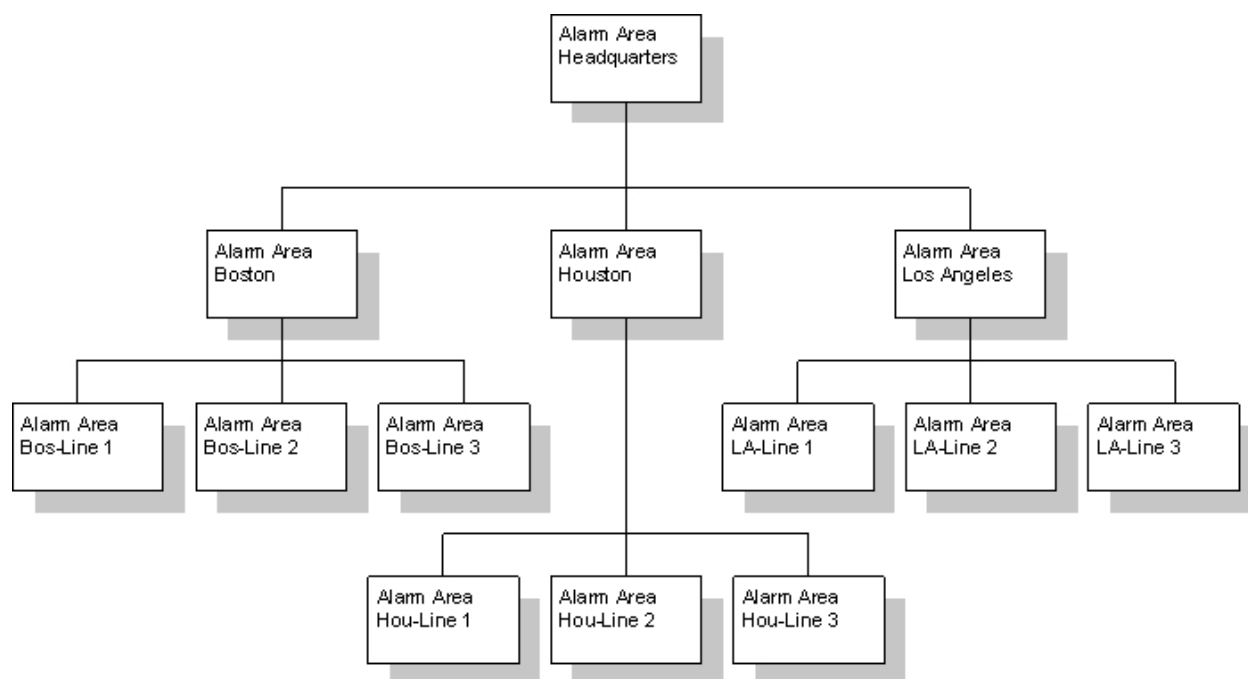 Alarm Area
Headquarters
Alarm Area
Boston
Alarm Area
Houston
Alarm Area
Los Angeles
Alarm Area
Bos-Line 1
Alarm Area
Bos-Line 2
Alarm Area
Bos-Line 3
Alarm Area
LA-Line 1
Alarm Area
LA-Line 2
Alarm Area
LA-Line 3
Alarm Area
Hou-Line 1
Alarm Area
Hou-Line 2
Alarm Area
Hou-Line 3